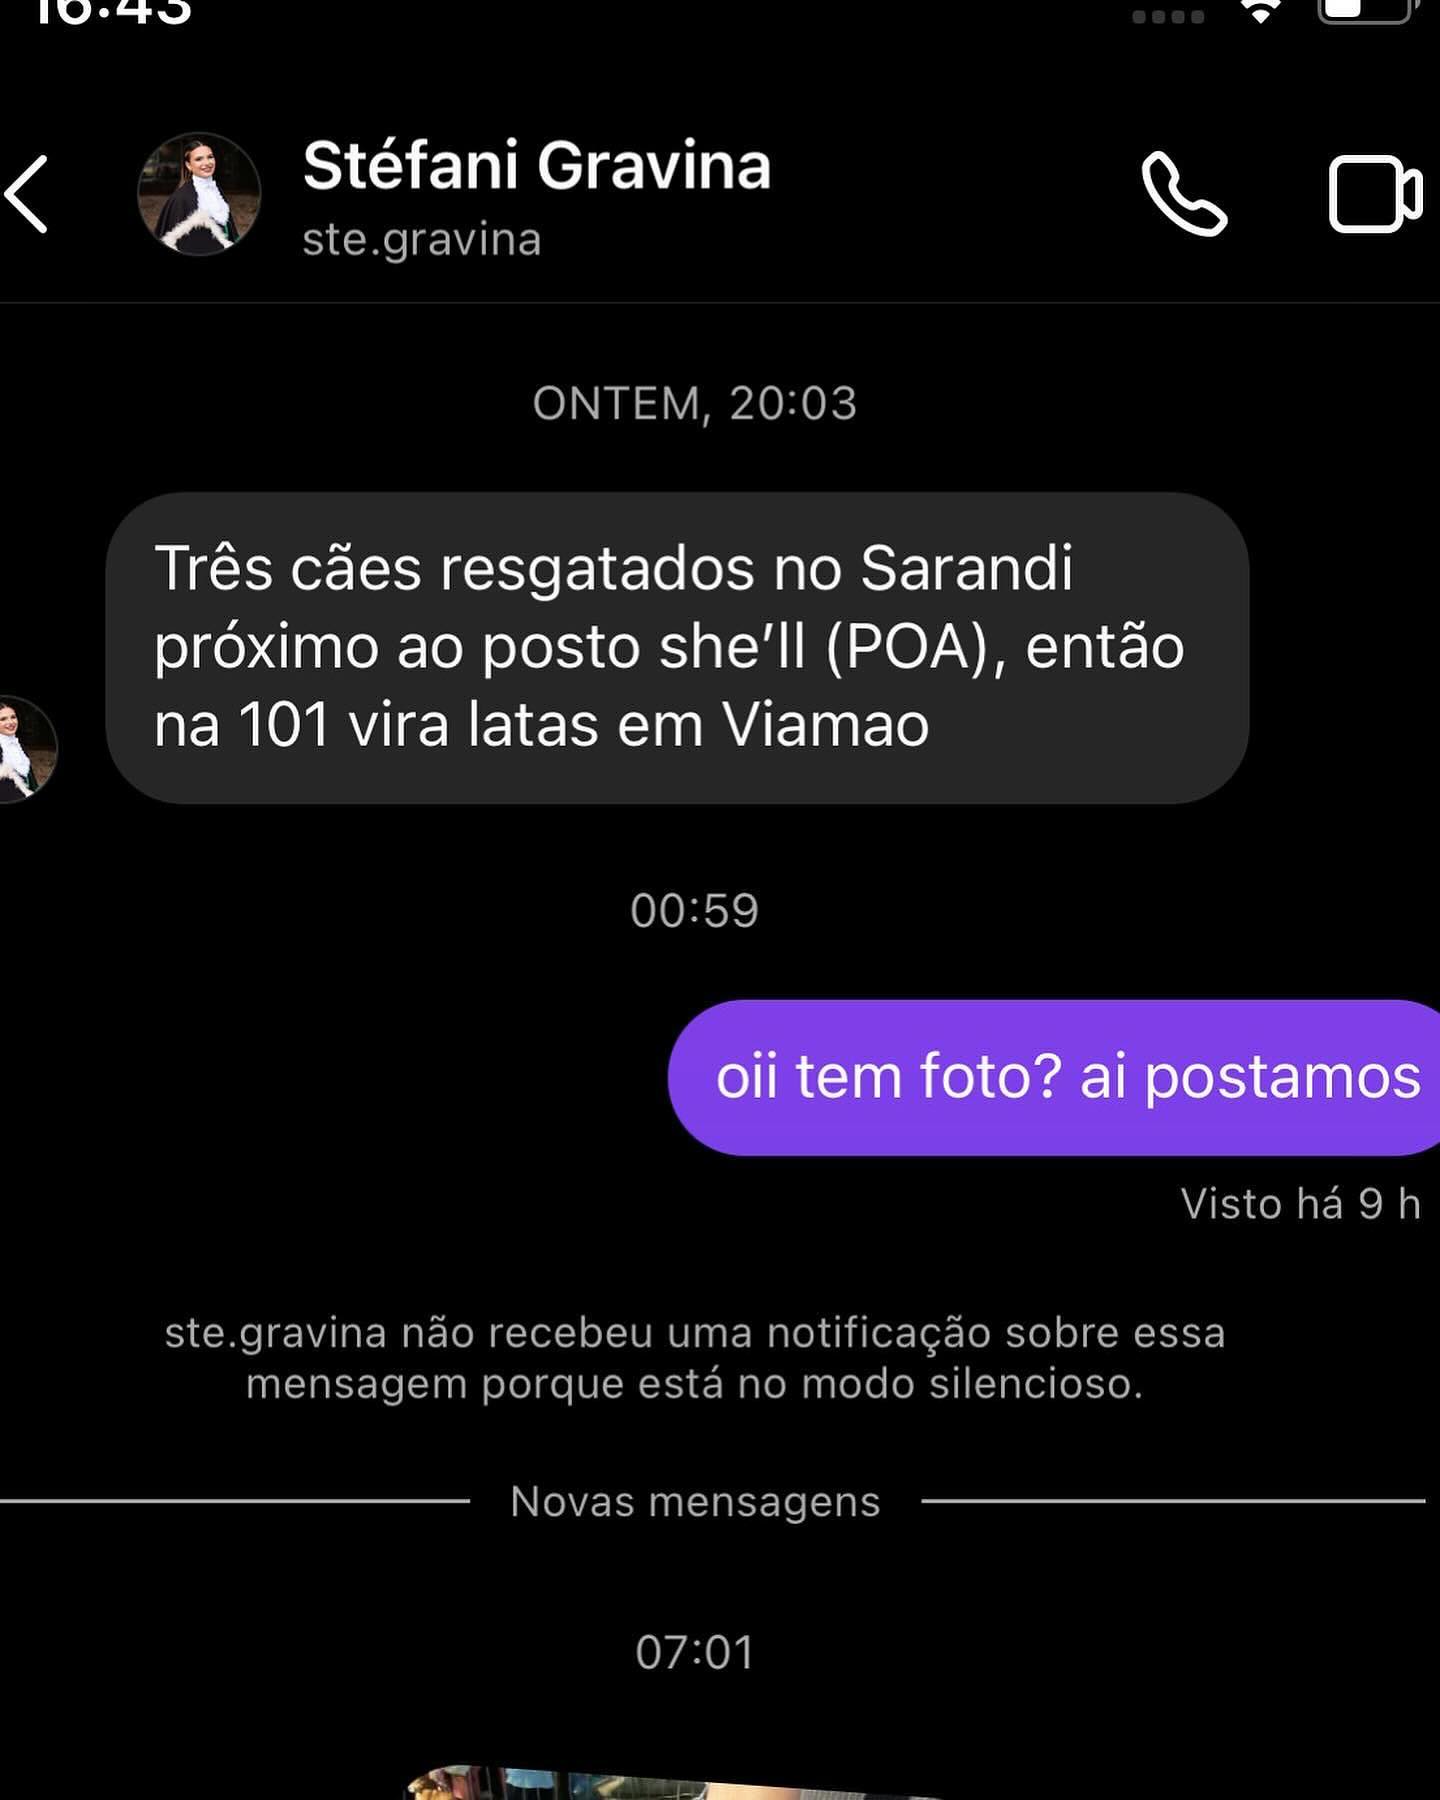 16:43
Stéfani Gravina
ste.gravina
ONTEM, 20:03
Três cães resgatados no Sarandi
próximo ao posto she’ll (POA), então
na 101 vira latas em Viamao
00:59
oii tem foto? ai postamos
Visto há 9 h
ste.gravina não recebeu uma notificação sobre essa
mensagem porque está no modo silencioso.
Novas mensagens
07:01